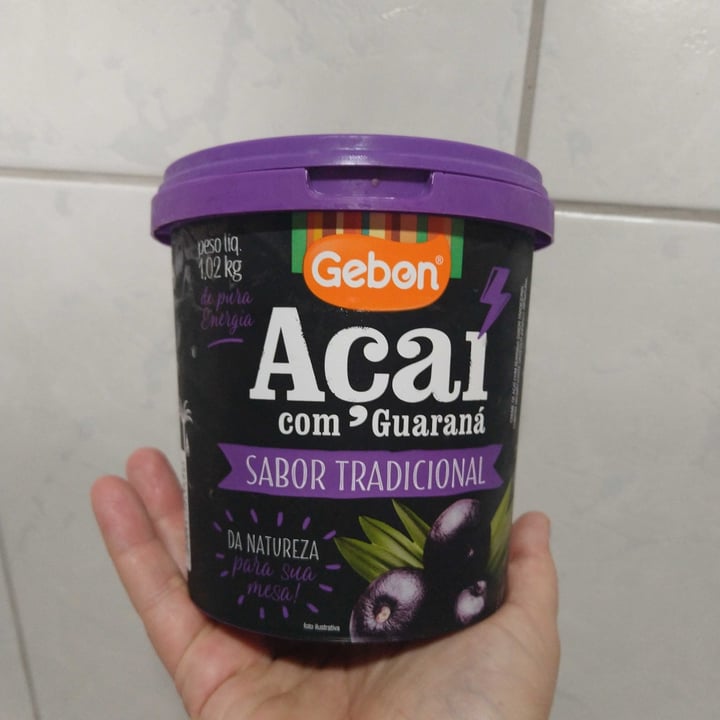 peso líq.
1,02 kg
de pura
Energia
Gebon®
Açaí
com Guaraná
SABOR TRADICIONAL
DA NATUREZA
para sua
mesa!
foto ilustrativa